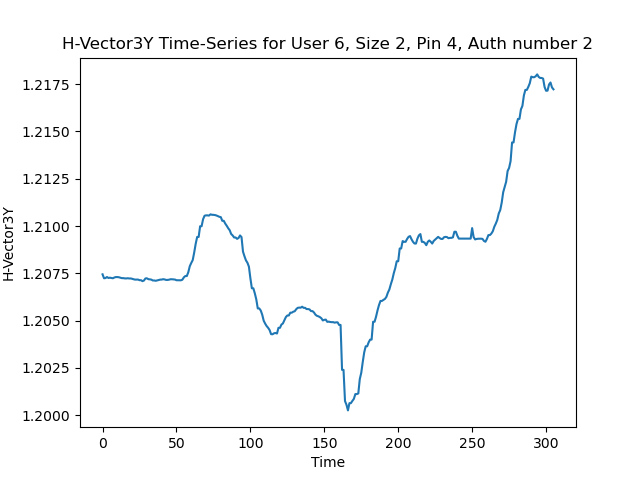 H-Vector3Y Time-Series for User 6, Size 2, Pin 4, Auth number 2
1.2175
1.2150
1.2125
1.2100
1.2075
1.2050
1.2025
1.2000
H-Vector3Y
0 50 100 150 200 250 300
Time